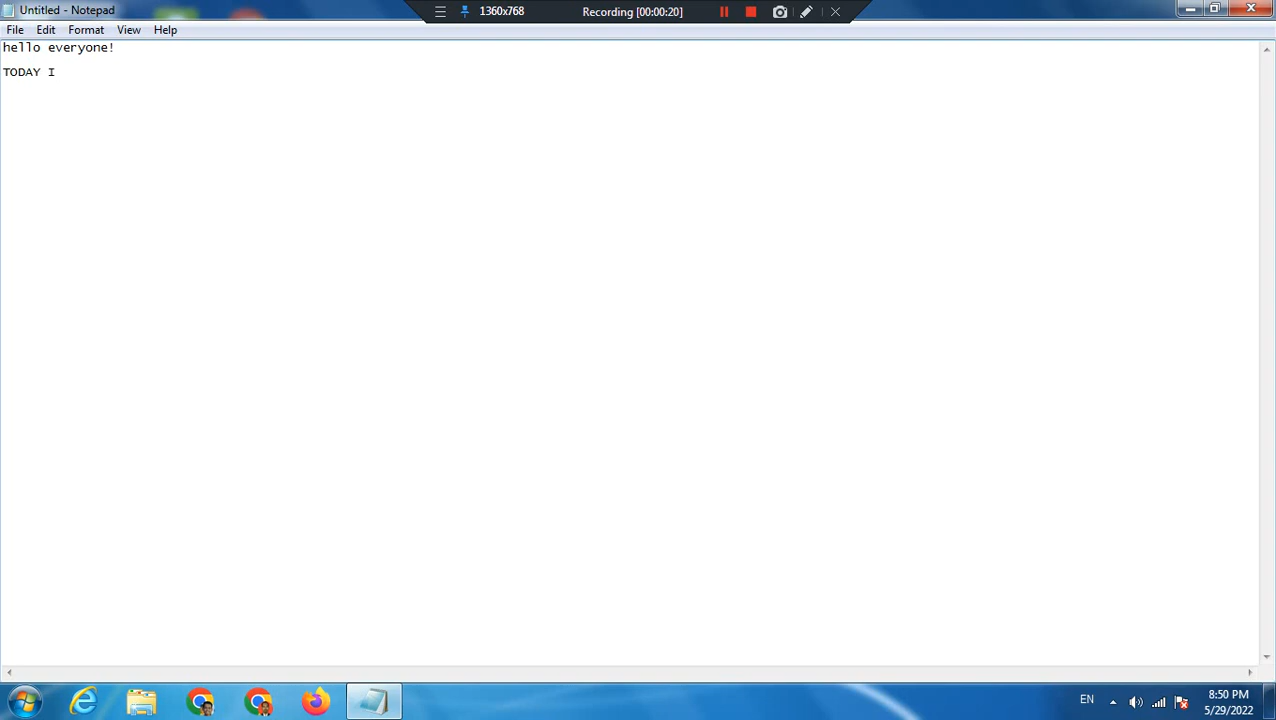 Untitled - Notepad
1360x768
Recording [00:00:20]
File Edit Format View Help
hello everyone!
TODAY I
EN
8:50 PM
5/29/2022